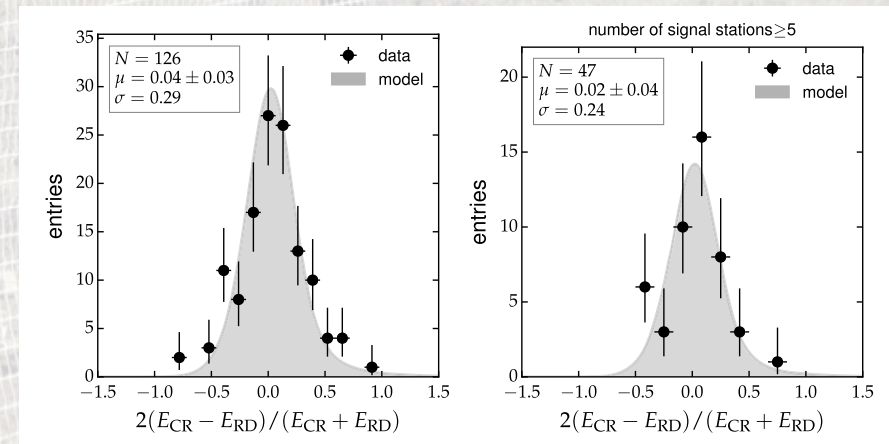 35
30
25
20
15
10
5
0
entries
N = 126
μ = 0.04 ± 0.03
σ = 0.29
data
model
−1.5 −1.0 −0.5 0.0 0.5 1.0 1.5
2(E_CR − E_RD)/(E_CR + E_RD)
number of signal stations≥5
20
15
10
5
0
entries
N = 47
μ = 0.02 ± 0.04
σ = 0.24
data
model
−1.5 −1.0 −0.5 0.0 0.5 1.0 1.5
2(E_CR − E_RD)/(E_CR + E_RD)